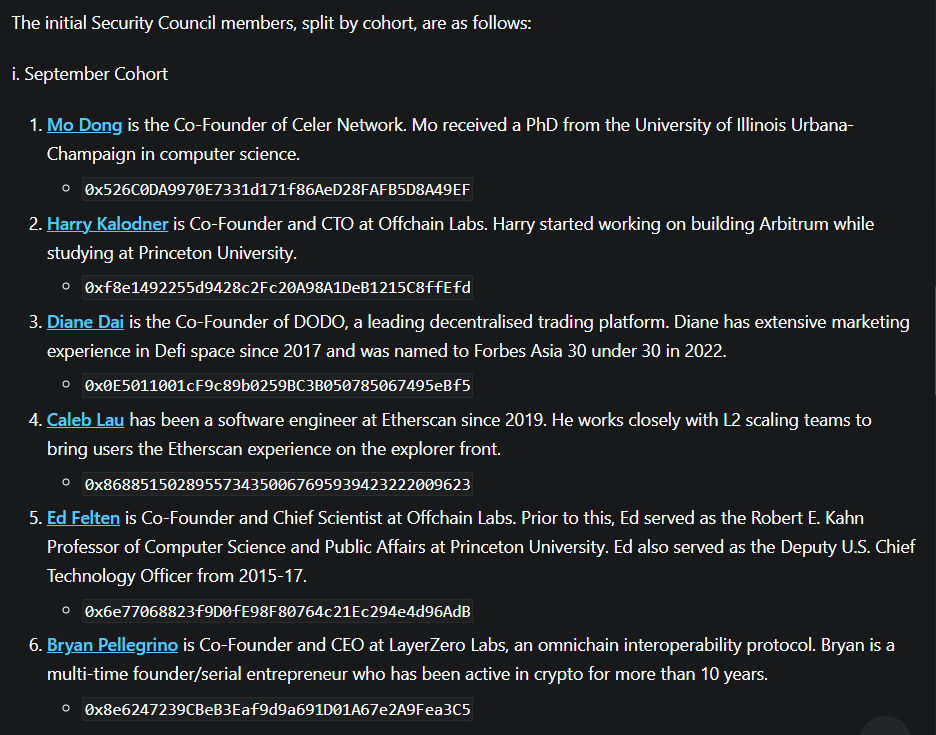 The initial Security Council members, split by cohort, are as follows:
i. September Cohort
1. Mo Dong is the Co-Founder of Celer Network. Mo received a PhD from the University of Illinois Urbana-
Champaign in computer science.
0x526C0DA9970E7331d171f86AeD28FAFB5D8A49EF
2. Harry Kalodner is Co-Founder and CTO at Offchain Labs. Harry started working on building Arbitrum while
studying at Princeton University.
0xf8e1492255d9428c2Fc20A98A1DeB1215C8ffEfd
3. Diane Dai is the Co-Founder of DODO, a leading decentralised trading platform. Diane has extensive marketing
experience in Defi space since 2017 and was named to Forbes Asia 30 under 30 in 2022.
0x0E5011001cF9c89b0259BC3B050785067495eBf5
4. Caleb Lau has been a software engineer at Etherscan since 2019. He works closely with L2 scaling teams to
bring users the Etherscan experience on the explorer front.
0x8688515028955734350067695939423222009623
5. Ed Felten is Co-Founder and Chief Scientist at Offchain Labs. Prior to this, Ed served as the Robert E. Kahn
Professor of Computer Science and Public Affairs at Princeton University. Ed also served as the Deputy U.S. Chief
Technology Officer from 2015-17.
0x6e77068823f9D0fE98F80764c21Ec294e4d96AdB
6. Bryan Pellegrino is Co-Founder and CEO at LayerZero Labs, an omnichain interoperability protocol. Bryan is a
multi-time founder/serial entrepreneur who has been active in crypto for more than 10 years.
0x8e6247239CBeB3Eaf9d9a691D01A67e2A9Fea3C5